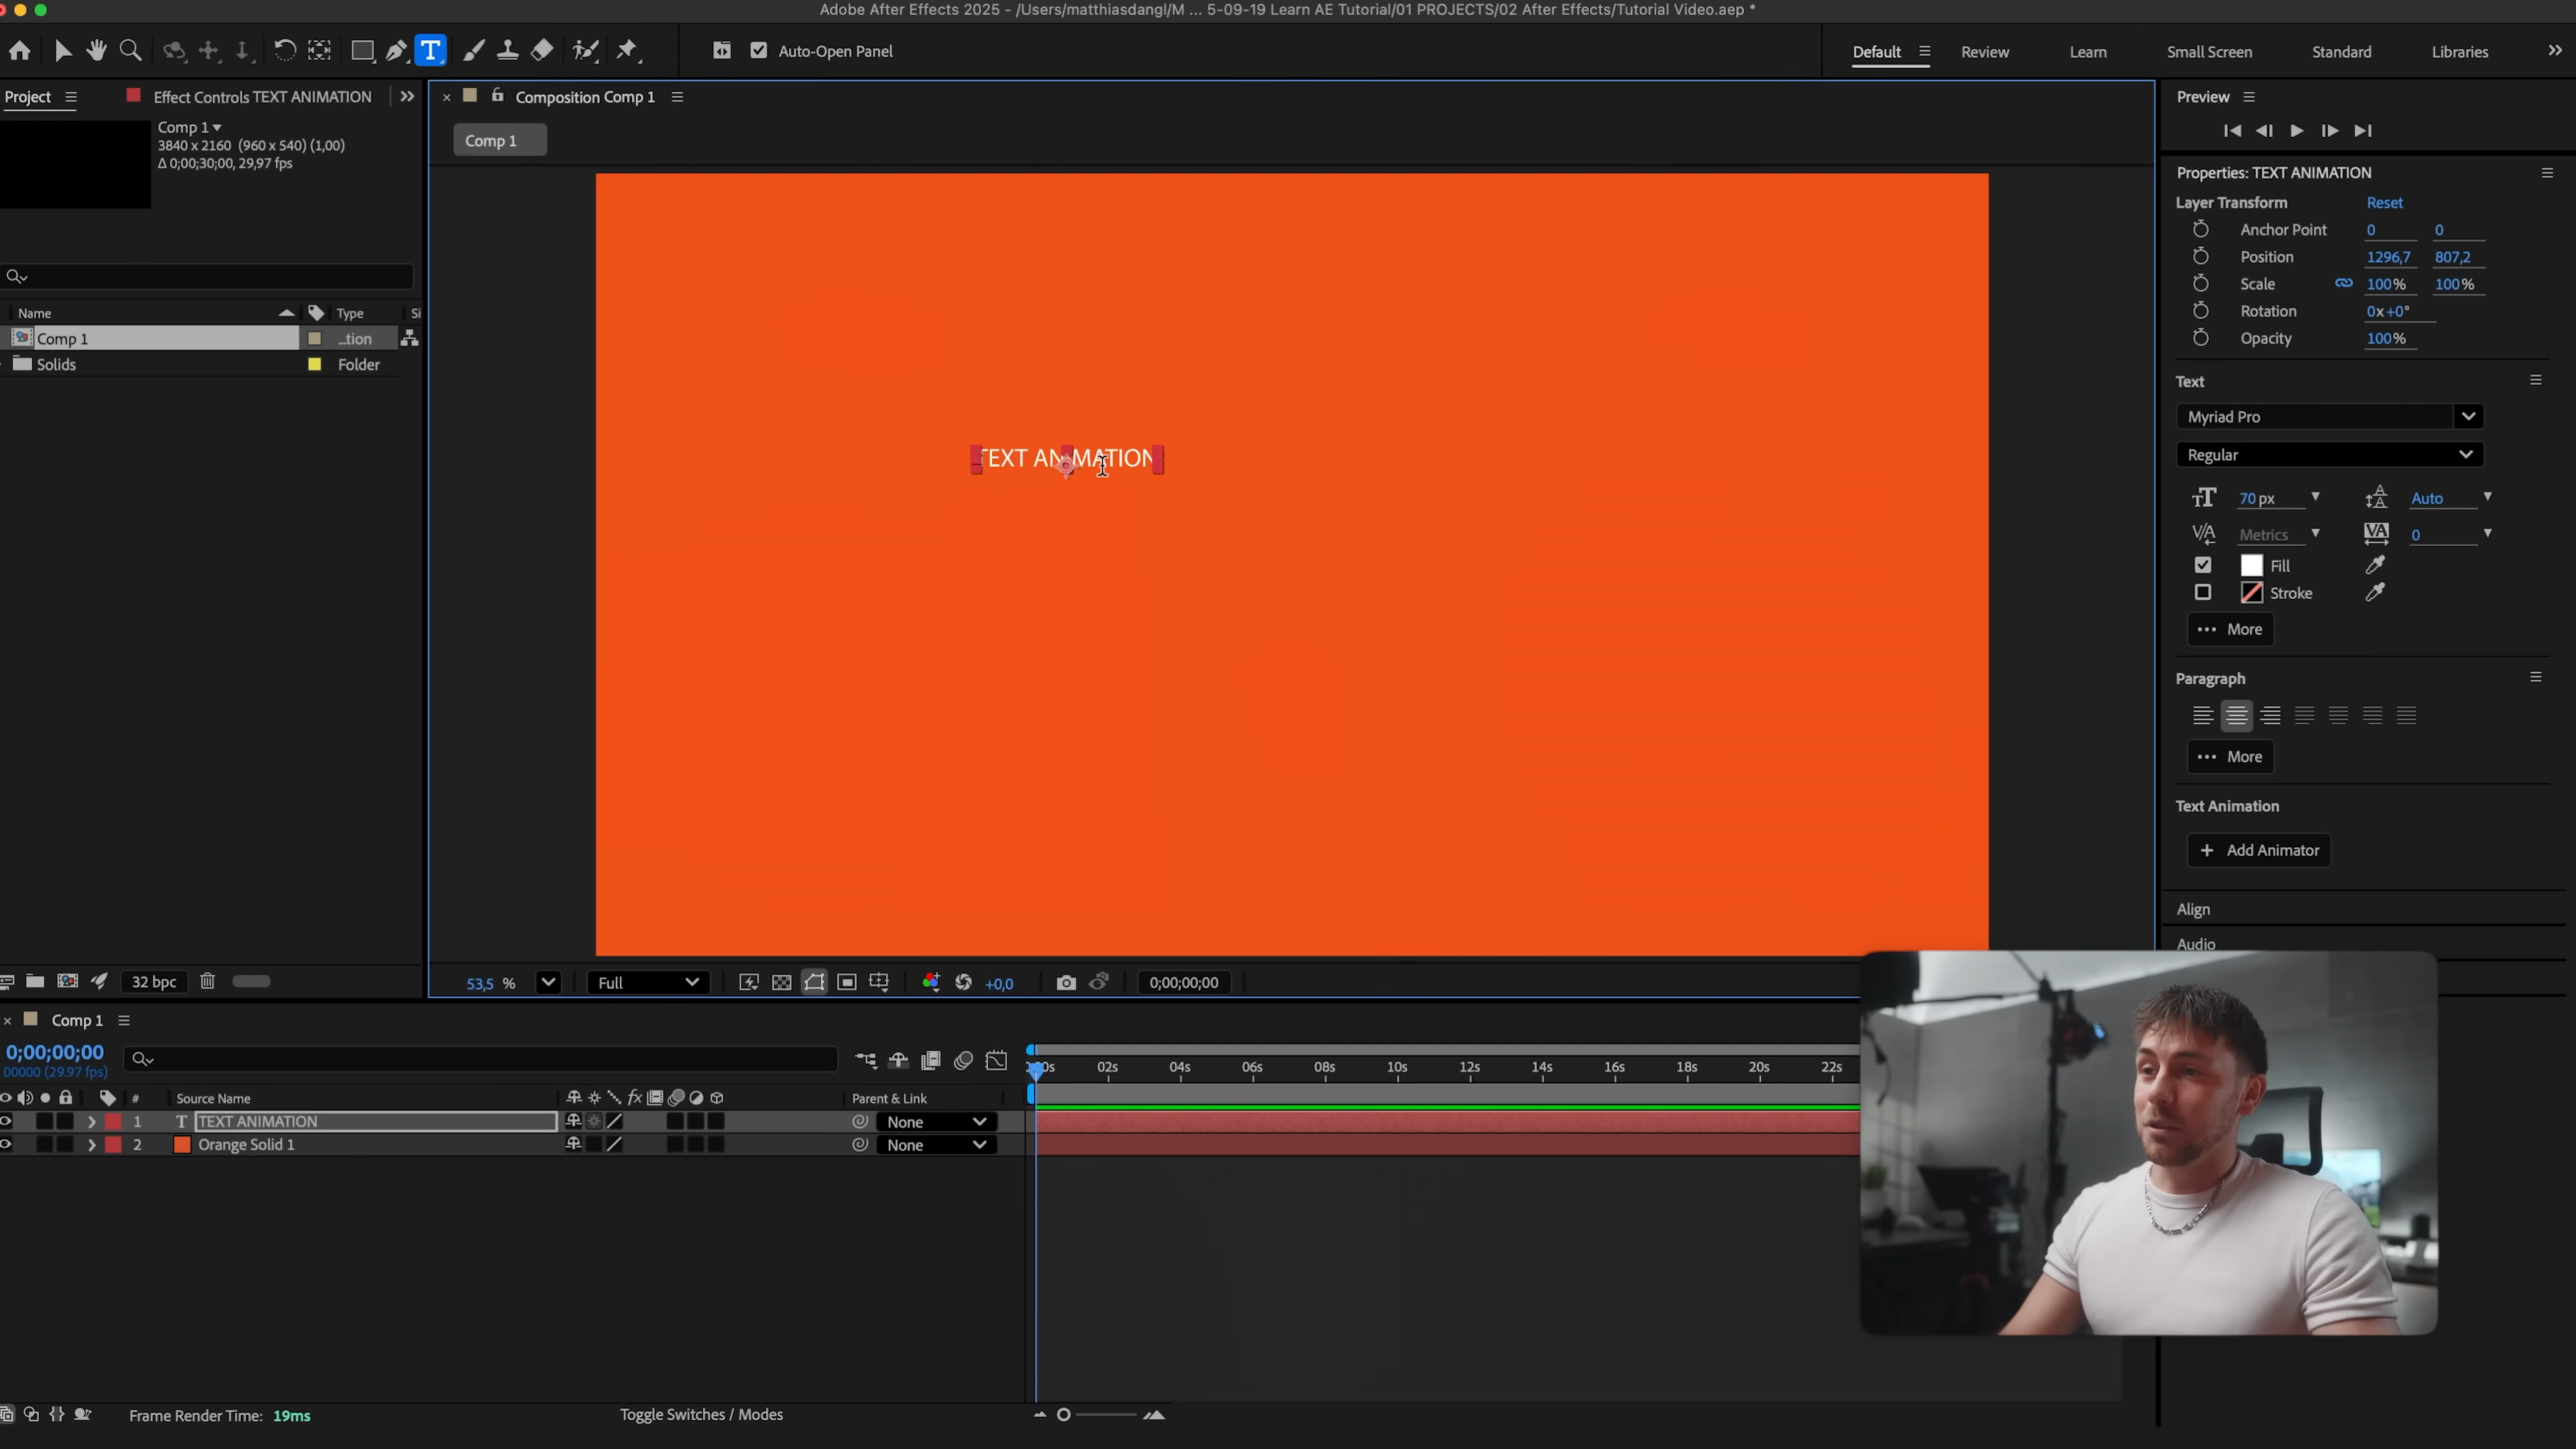 Adobe After Effects 2025 - /Users/matthiasdangl/M ... 5-09-19 Learn AE Tutorial/01 PROJECTS/02 After Effects/Tutorial Video.aep *
Auto-Open Panel
Default
Review
Learn
Small Screen
Standard
Libraries
Project
Effect Controls TEXT ANIMATION
Comp 1
3840 x 2160 (960 x 540) (1,00)
Δ 0;00;30;00, 29,97 fps
Name
Type
Si
Comp 1
...tion
Solids
Folder
32 bpc
Composition Comp 1
Comp 1
TEXT ANIMATION
53,5 %
Full
+0,0
0;00;00;00
Preview
Properties: TEXT ANIMATION
Layer Transform Reset
Anchor Point 0 0
Position 1296,7 807,2
Scale 100% 100%
Rotation 0x+0°
Opacity 100%
Text
Myriad Pro
Regular
70 px Auto
Metrics 0
Fill
Stroke
More
Paragraph
More
Text Animation
+ Add Animator
Align
Audio
Comp 1
0;00;00;00
00000 (29.97 fps)
# Source Name
Parent & Link
1 T TEXT ANIMATION None
2 Orange Solid 1 None
02s 04s 06s 08s 10s 12s 14s 16s 18s 20s 22s
Frame Render Time: 19ms
Toggle Switches / Modes